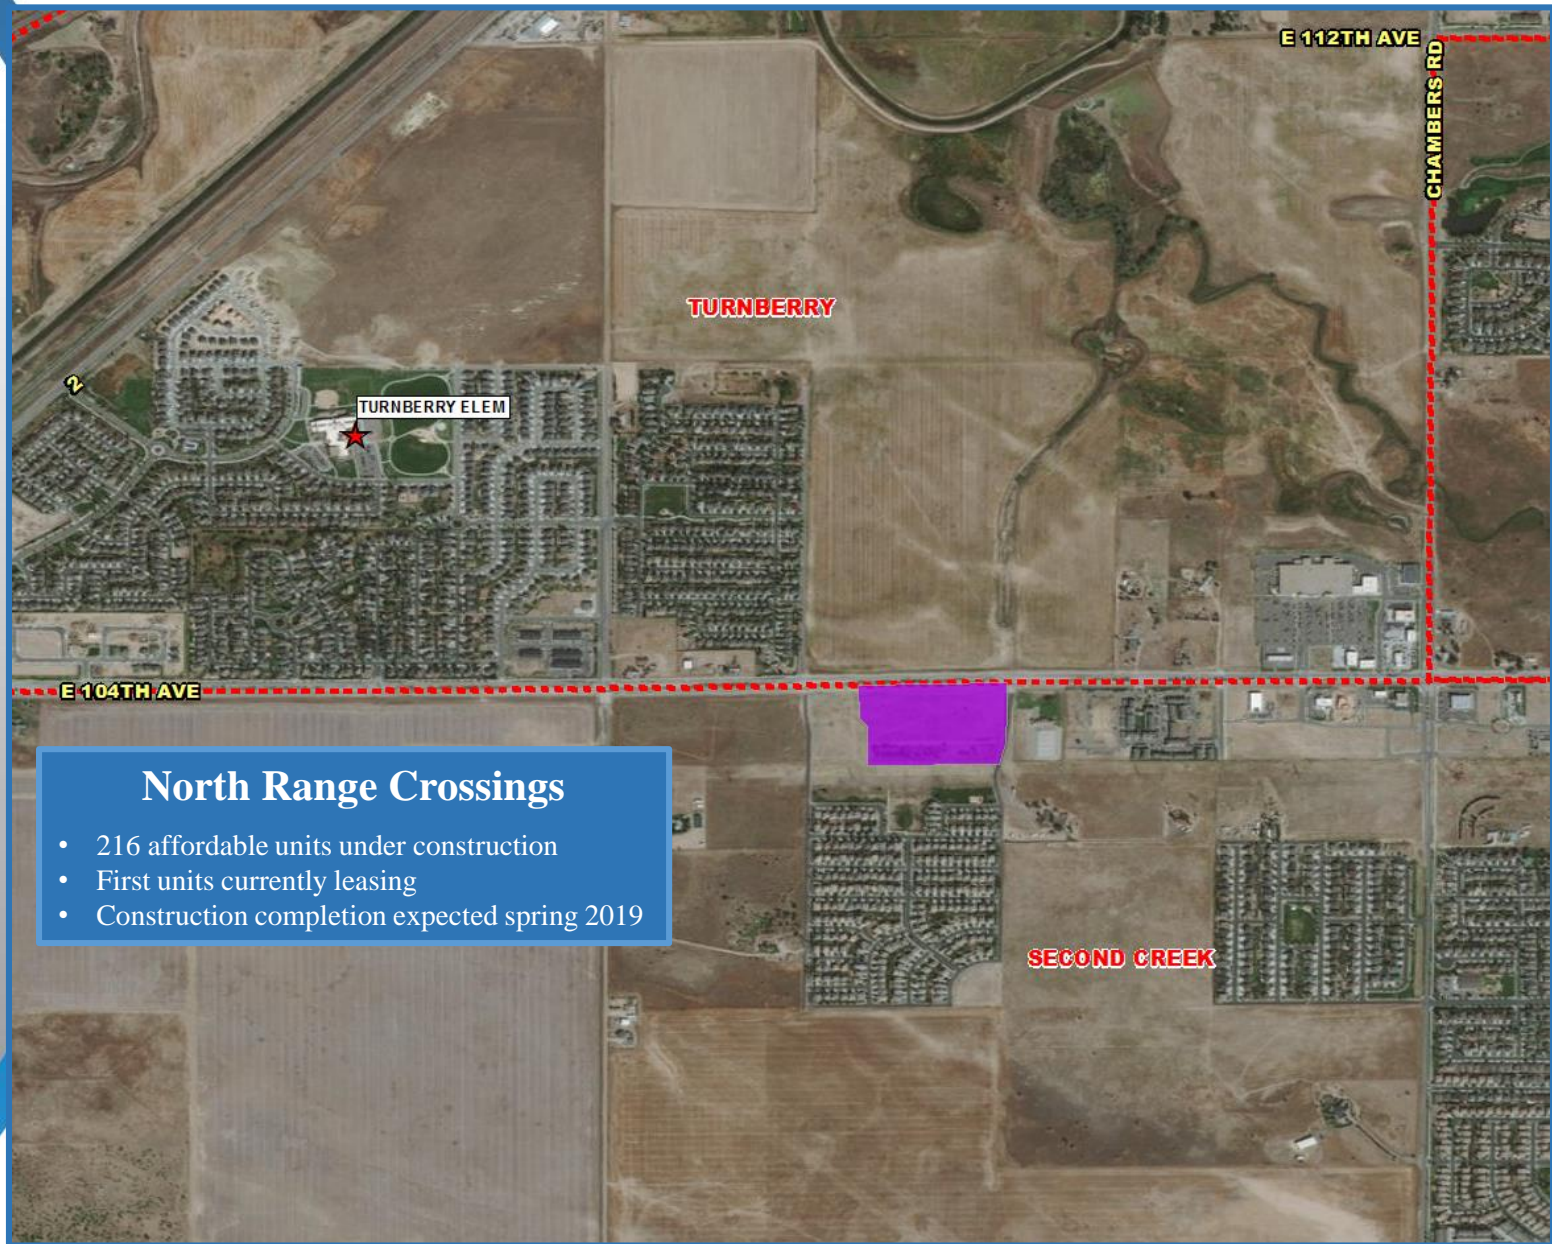 E 112TH AVE
CHAMBERS RD
TURNBERRY
2
TURNBERRY ELEM
E 104TH AVE
North Range Crossings
• 216 affordable units under construction
• First units currently leasing
• Construction completion expected spring 2019
SECOND CREEK